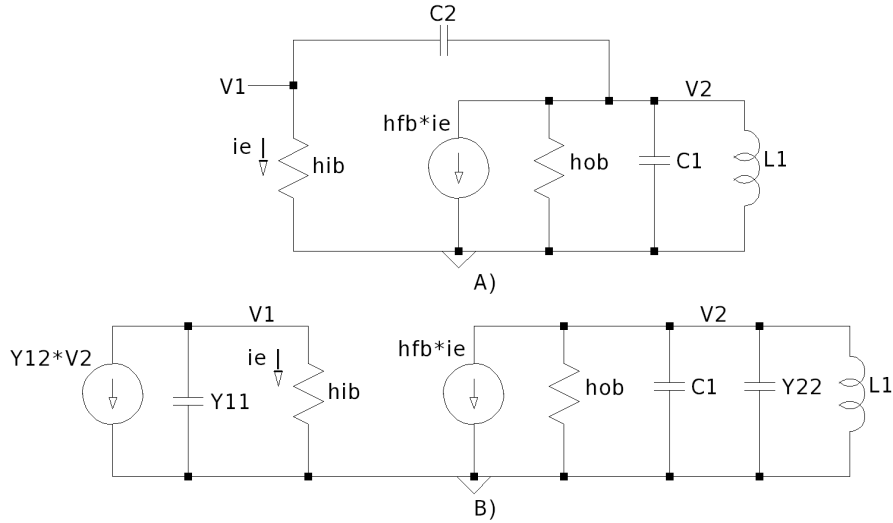 C2
V1
V2
hfb*ie
ie
hib
hob
C1
L1
A)
V1
V2
Y12*V2
ie
hfb*ie
Y11
hib
hob
C1
Y22
L1
B)